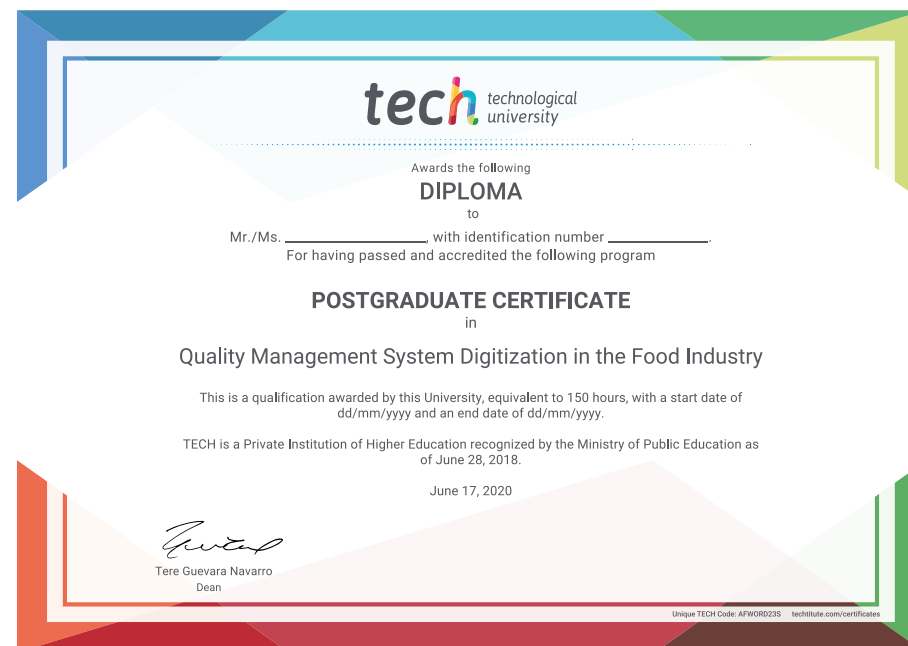 tech technological
university
Awards the following
DIPLOMA
to
Mr./Ms. ____________, with identification number ____________.
For having passed and accredited the following program
POSTGRADUATE CERTIFICATE
in
Quality Management System Digitization in the Food Industry
This is a qualification awarded by this University, equivalent to 150 hours, with a start date of
dd/mm/yyyy and an end date of dd/mm/yyyy.
TECH is a Private Institution of Higher Education recognized by the Ministry of Public Education as
of June 28, 2018.
June 17, 2020
Tere Guevara Navarro
Dean
Unique TECH Code: AFWORD23S techtitute.com/certificates